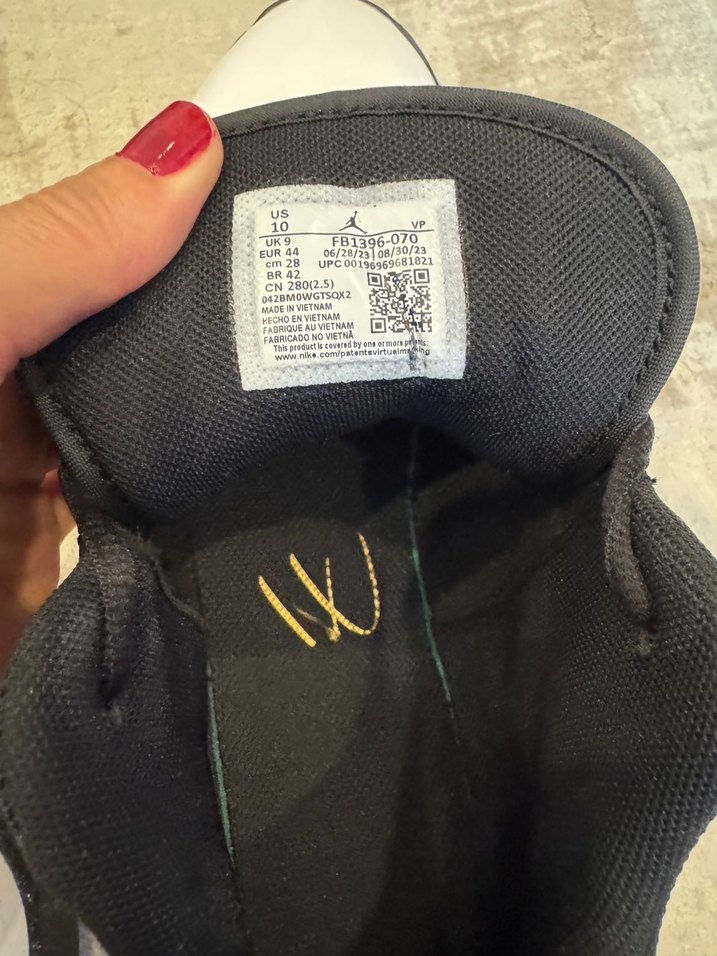 US
10
VP
UK 9
FB1396-070
EUR 44
06/28/23 | 08/30/23
cm 28
UPC 00196969681821
BR 42
CN 280(2.5)
042BM0WGTSQX2
MADE IN VIETNAM
HECHO EN VIETNAM
FABRIQUE AU VIETNAM
FABRICADO NO VIETNÃ
This product is covered by one or more patents:
www.nike.com/patentsvirtualmarking